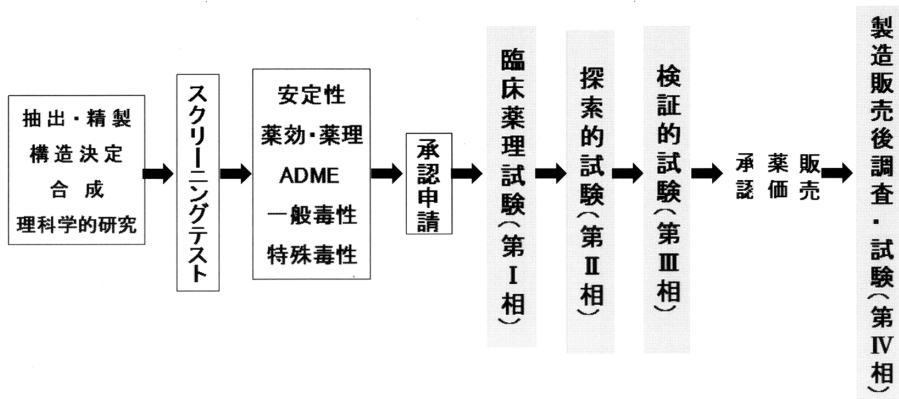 抽出・精製
構造決定
合成
理科学的研究
スクリーニングテスト
安定性
薬効・薬理
ADME
一般毒性
特殊毒性
承認申請
臨床薬理試験(第Ⅰ相)
探索的試験(第Ⅱ相)
検証的試験(第Ⅲ相)
承認
薬価
販売
製造販売後調査・試験(第Ⅳ相)